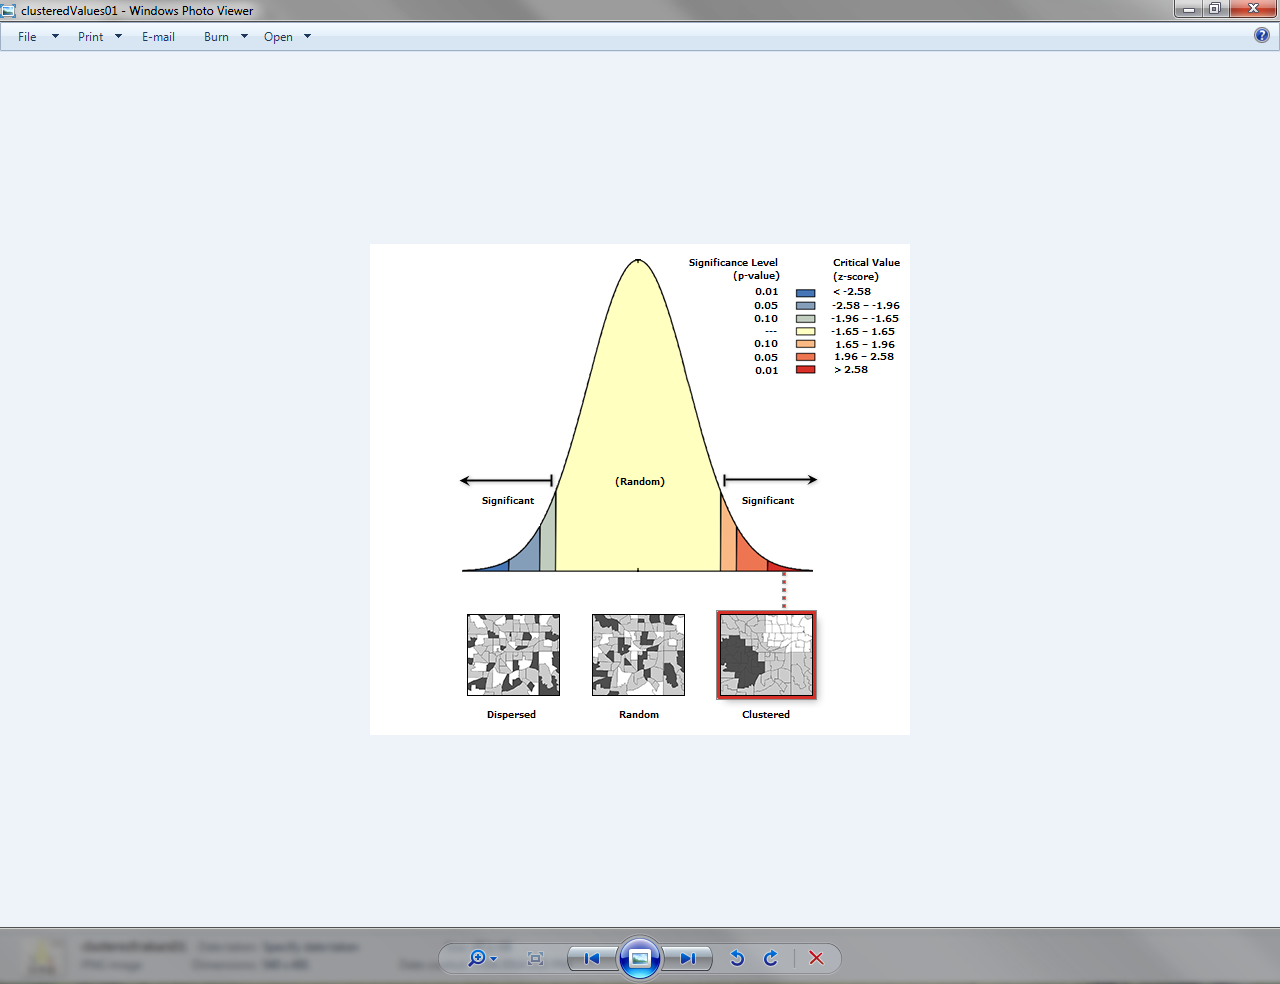 clusteredValues01 - Windows Photo Viewer
File Print E-mail Burn Open
Significance Level Critical Value
(p-value) (z-score)
0.01 < -2.58
0.05 -2.58 – -1.96
0.10 -1.96 – -1.65
--- -1.65 – 1.65
0.10 1.65 – 1.96
0.05 1.96 – 2.58
0.01 > 2.58
(Random)
Significant Significant
Dispersed Random Clustered